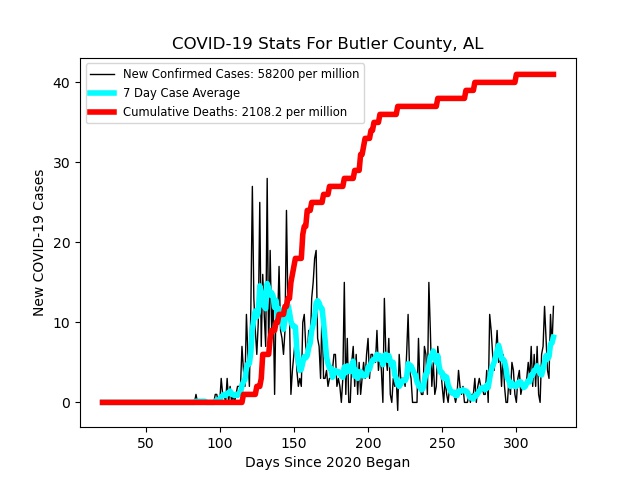 COVID-19 Stats For Butler County, AL
New Confirmed Cases: 58200 per million
7 Day Case Average
Cumulative Deaths: 2108.2 per million
New COVID-19 Cases
40
30
20
10
0
50 100 150 200 250 300
Days Since 2020 Began